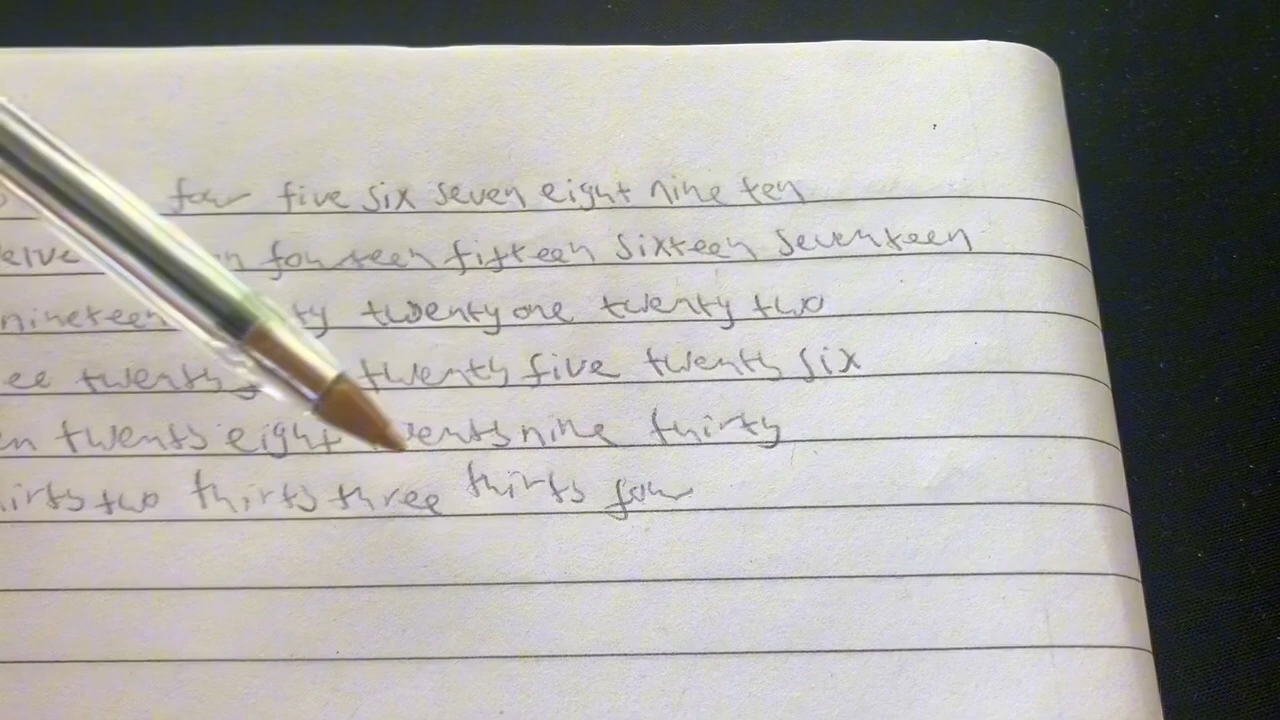 four five six seven eight nine ten
fourteen fifteen sixteen seventeen
nineteen twenty one twenty two
twenty five twenty six
twenty eight twenty nine thirty
thirty two thirty three thirty four